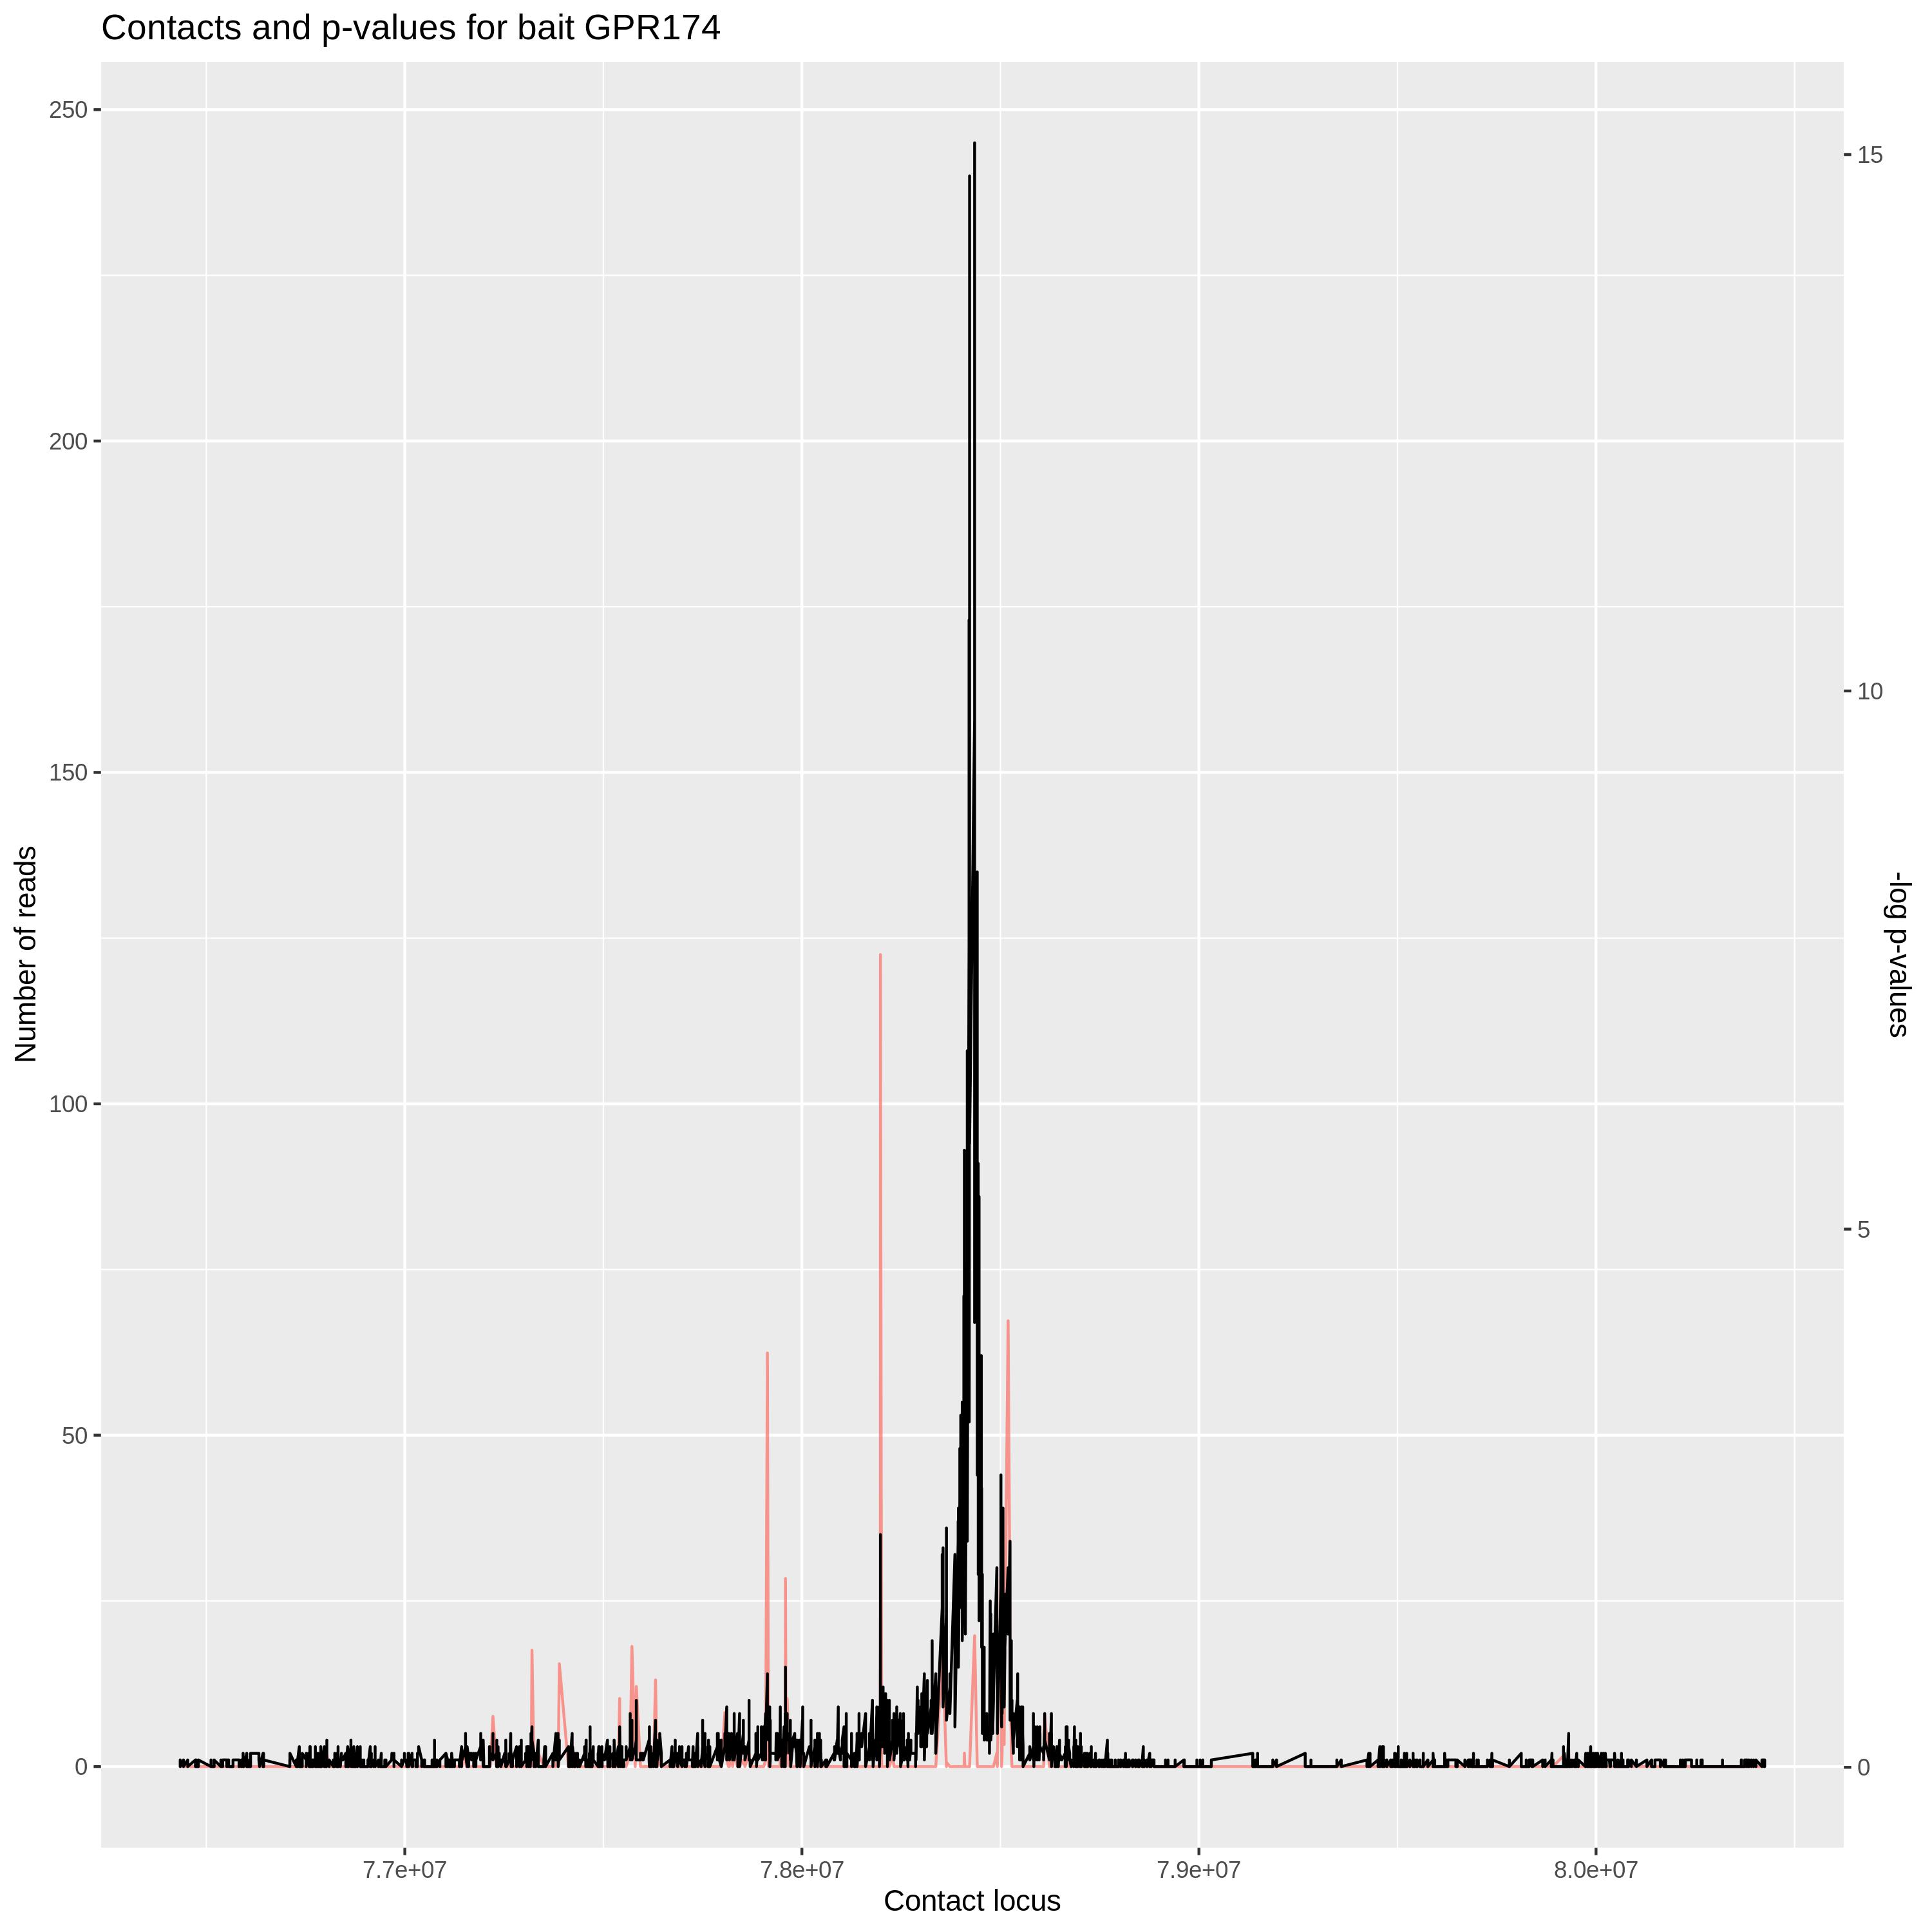 Contacts and p-values for bait GPR174
250
200
150
100
50
0
Number of reads
15
10
5
0
-log p-values
7.7e+07
7.8e+07
7.9e+07
8.0e+07
Contact locus